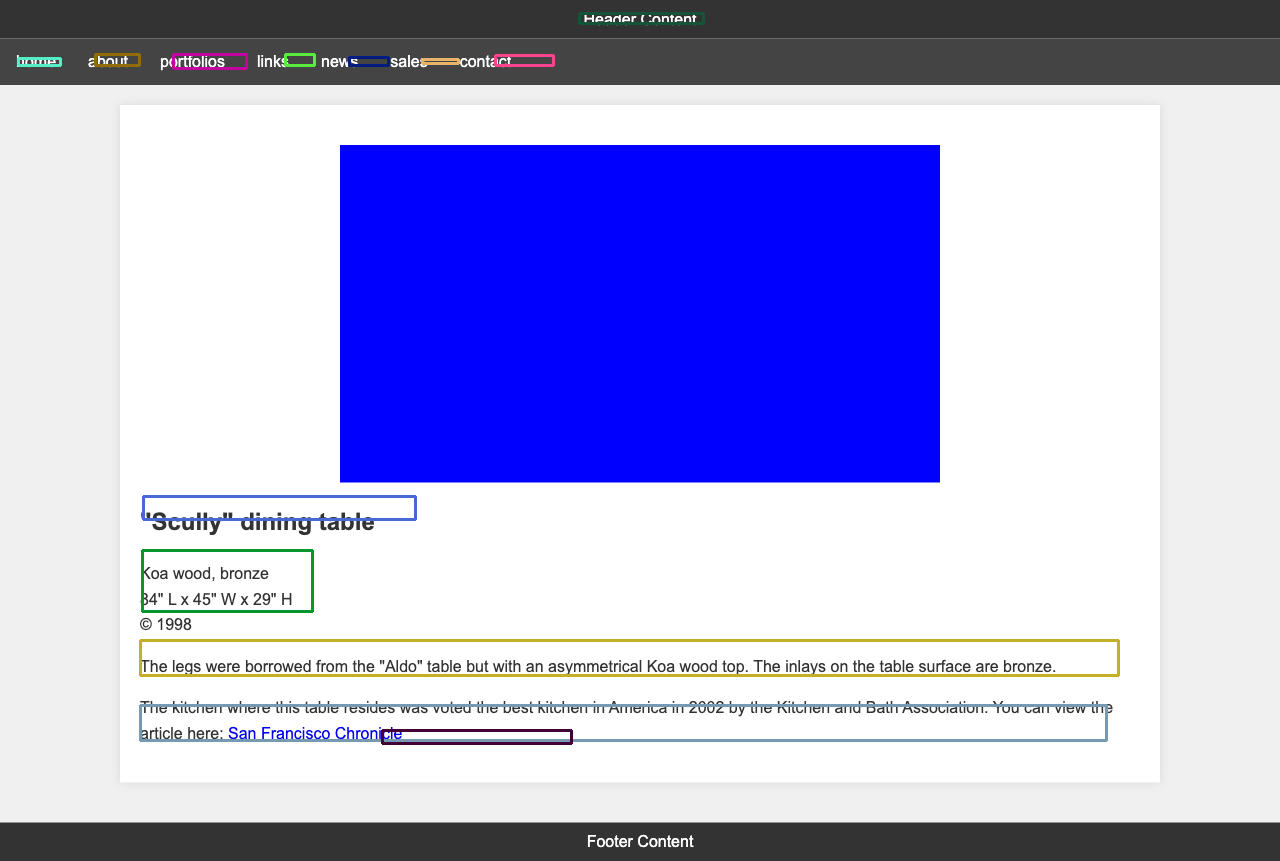 Header Content
home about portfolios links news sales contact
"Scully" dining table
Koa wood, bronze
84" L x 45" W x 29" H
© 1998
The legs were borrowed from the "Aldo" table but with an asymmetrical Koa wood top. The inlays on the table surface are bronze.
The kitchen where this table resides was voted the best kitchen in America in 2002 by the Kitchen and Bath Association. You can view the
article here: San Francisco Chronicle
Footer Content